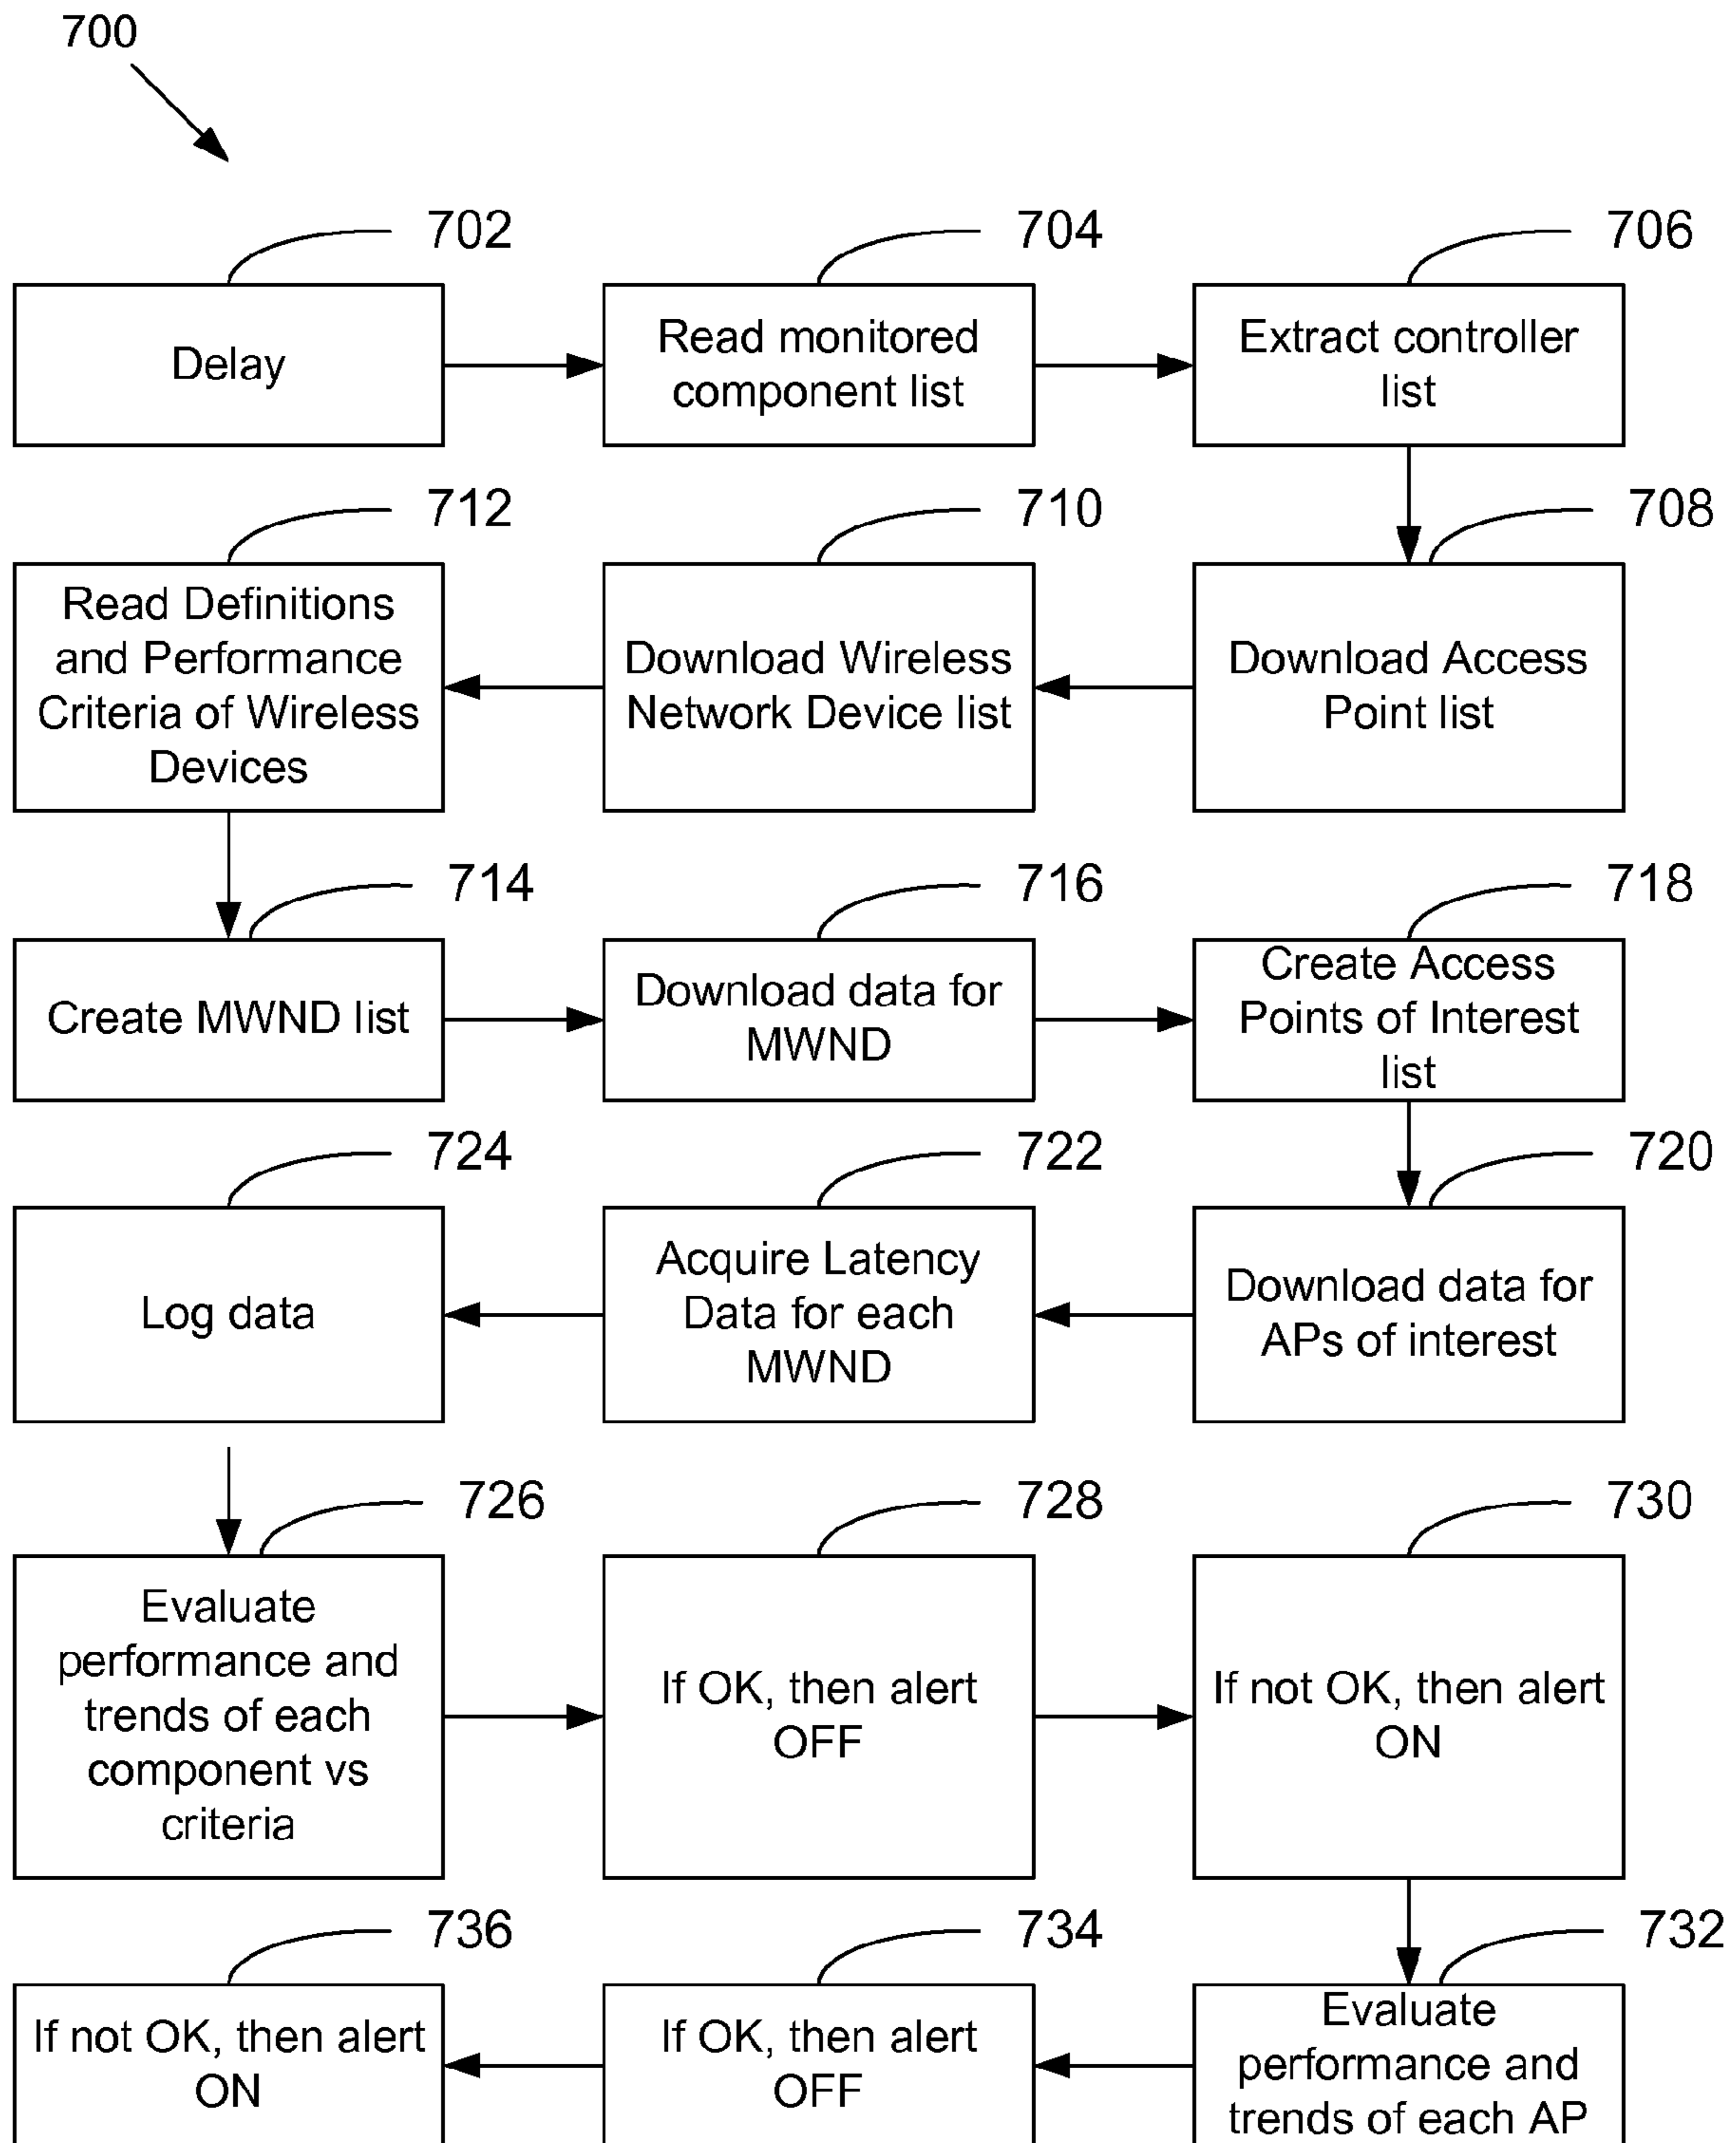 700
702
Delay
704
Read monitored
component list
706
Extract controller
list
708
Download Access
Point list
710
Download Wireless
Network Device list
712
Read Definitions
and Performance
Criteria of Wireless
Devices
714
Create MWND list
716
Download data for
MWND
718
Create Access
Points of Interest
list
720
Download data for
APs of interest
722
Acquire Latency
Data for each
MWND
724
Log data
726
Evaluate
performance and
trends of each
component vs
criteria
728
If OK, then alert
OFF
730
If not OK, then alert
ON
732
Evaluate
performance and
trends of each AP
734
If OK, then alert
OFF
736
If not OK, then alert
ON